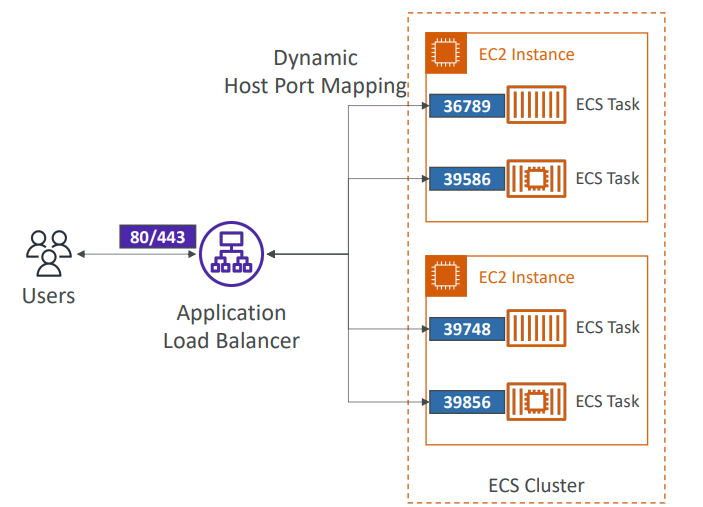 Dynamic
Host Port Mapping
EC2 Instance
36789
ECS Task
39586
ECS Task
80/443
Users
Application
Load Balancer
EC2 Instance
39748
ECS Task
39856
ECS Task
ECS Cluster